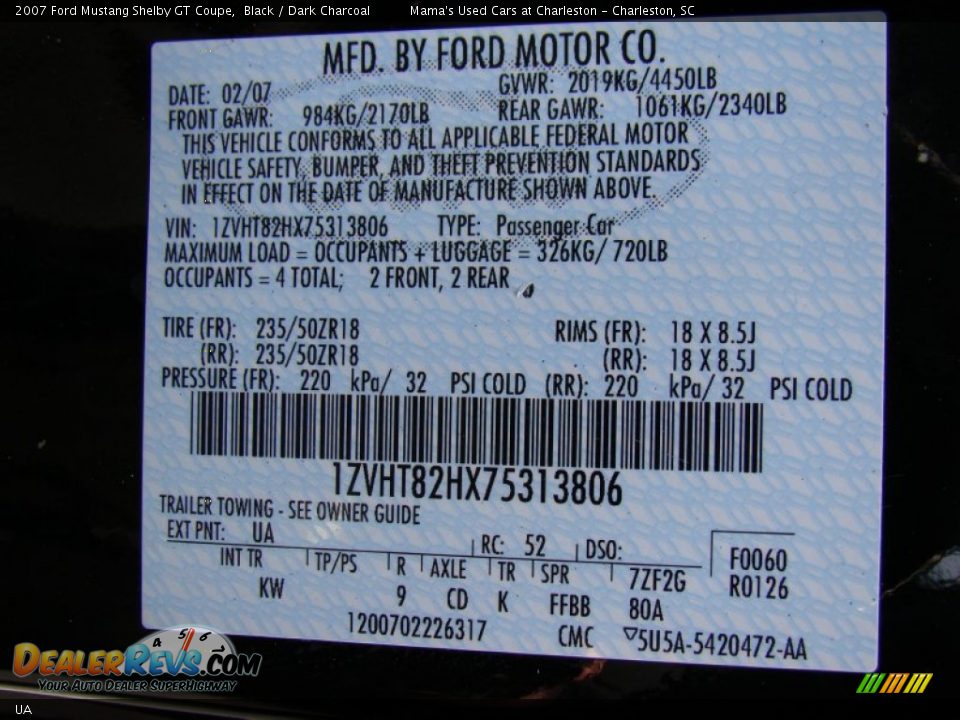 2007 Ford Mustang Shelby GT Coupe, Black / Dark Charcoal Mama's Used Cars at Charleston - Charleston, SC
MFD. BY FORD MOTOR CO.
DATE: 02/07 GVWR: 2019KG/4450LB
FRONT GAWR: 984KG/2170LB REAR GAWR: 1061KG/2340LB
THIS VEHICLE CONFORMS TO ALL APPLICABLE FEDERAL MOTOR
VEHICLE SAFETY, BUMPER, AND THEFT PREVENTION STANDARDS
IN EFFECT ON THE DATE OF MANUFACTURE SHOWN ABOVE.
VIN: 1ZVHT82HX75313806 TYPE: Passenger Car
MAXIMUM LOAD = OCCUPANTS + LUGGAGE = 326KG/ 720LB
OCCUPANTS = 4 TOTAL; 2 FRONT, 2 REAR
TIRE (FR): 235/50ZR18 RIMS (FR): 18 X 8.5J
(RR): 235/50ZR18 (RR): 18 X 8.5J
PRESSURE (FR): 220 kPa/ 32 PSI COLD (RR): 220 kPa/ 32 PSI COLD
1ZVHT82HX75313806
TRAILER TOWING - SEE OWNER GUIDE
EXT PNT: UA RC: 52 DSO: F0060
INT TR TP/PS R AXLE TR SPR 7ZF2G R0126
KW 9 CD K FFBB 80A
1200702226317 CMC ▽5U5A-5420472-AA
4 5 6
DEALERREVS.COM
YOUR AUTO DEALER SUPERHIGHWAY
UA